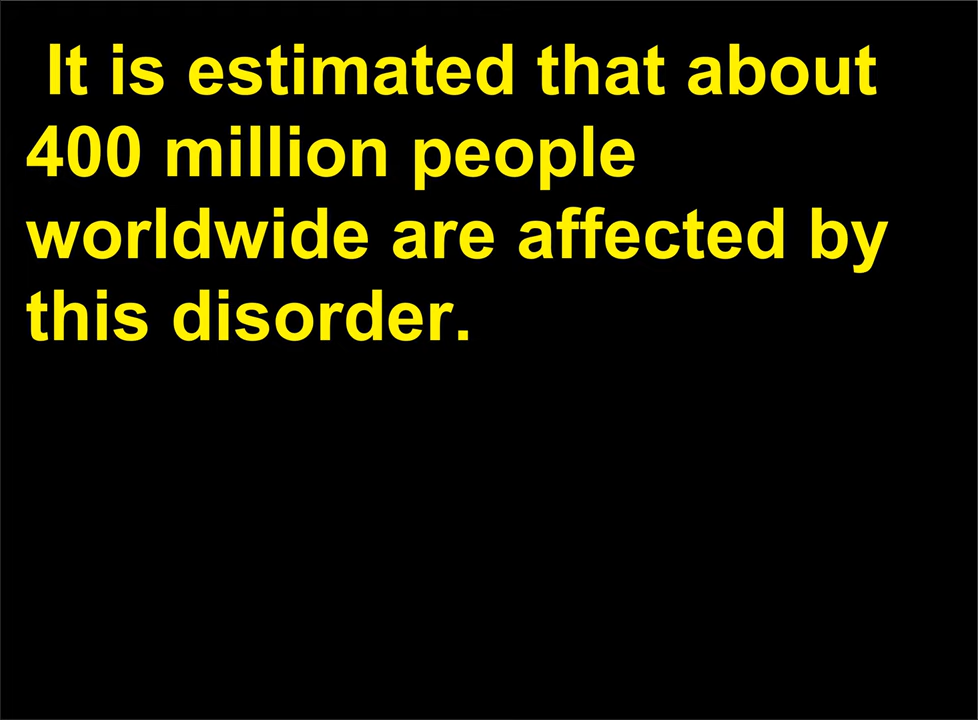 It is estimated that about
400 million people
worldwide are affected by
this disorder.